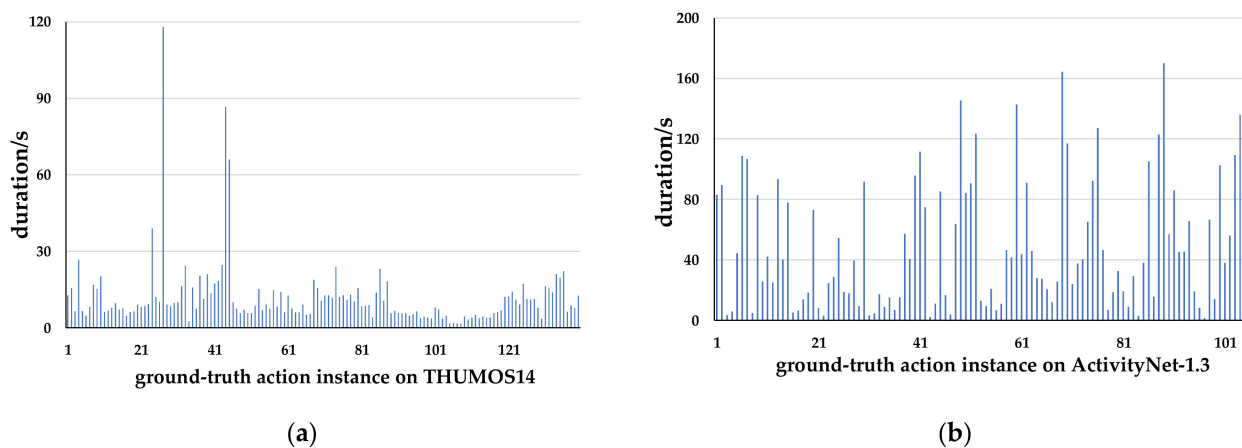 120
90
60
30
0
duration/s
1 21 41 61 81 101 121
ground-truth action instance on THUMOS14
(a)
200
160
120
80
40
0
duration/s
1 21 41 61 81 101
ground-truth action instance on ActivityNet-1.3
(b)